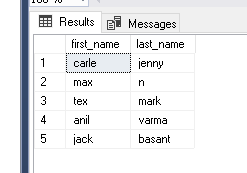 Results Messages
first_name last_name
1 carle jenny
2 max n
3 tex mark
4 anil varma
5 jack basant